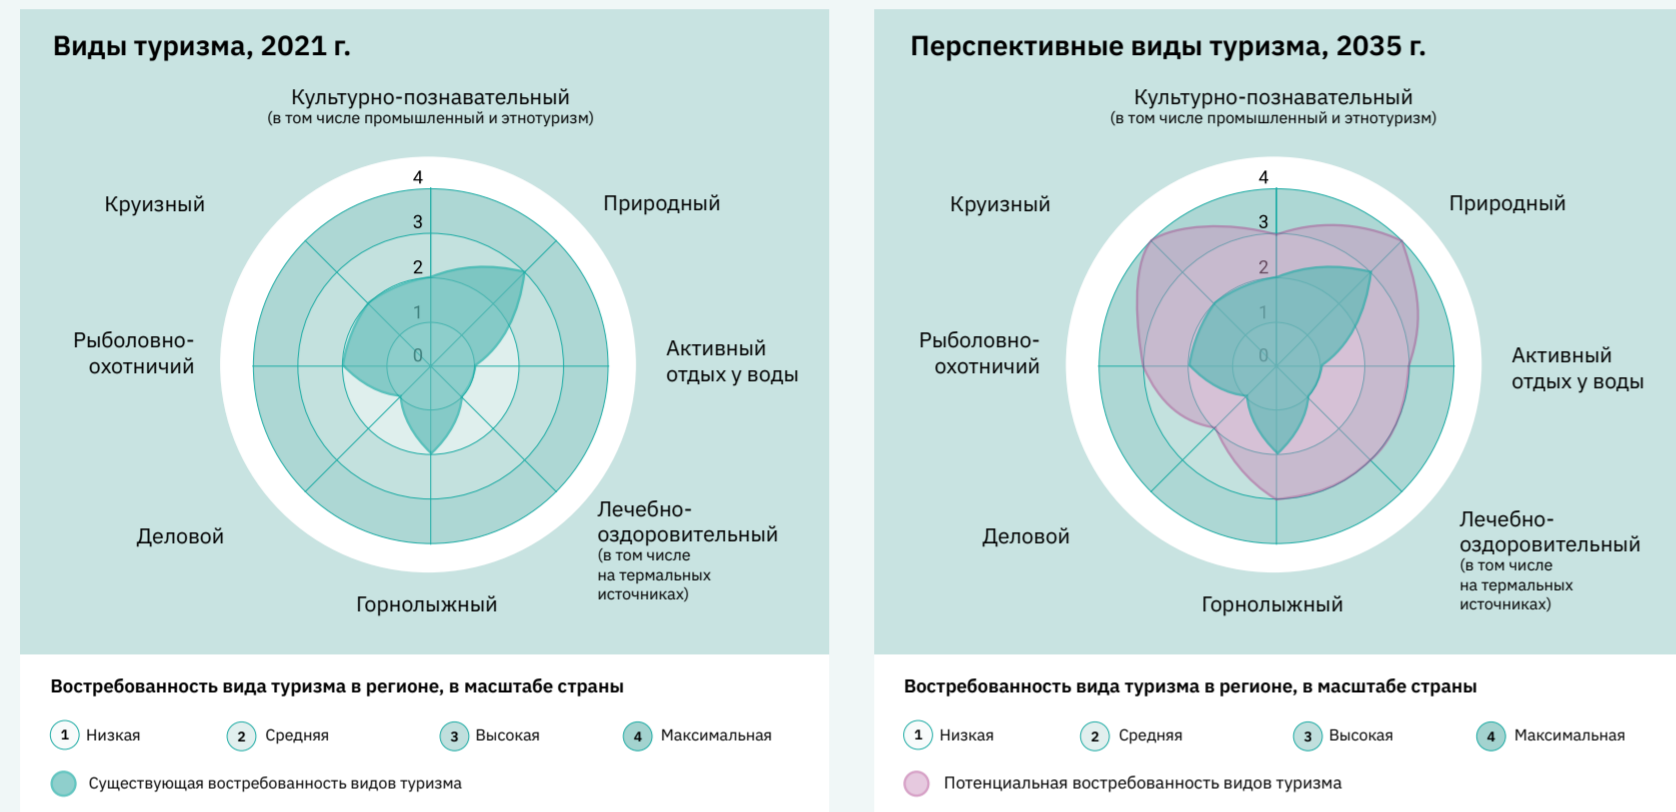 Виды туризма, 2021 г.
Культурно-познавательный
(в том числе промышленный и этнотуризм)
Круизный
Природный
4
3
2
1
0
Рыболовно-
охотничий
Активный
отдых у воды
Деловой
Лечебно-
оздоровительный
(в том числе
на термальных
источниках)
Горнолыжный
Востребованность вида туризма в регионе, в масштабе страны
1 Низкая
2 Средняя
3 Высокая
4 Максимальная
Существующая востребованность видов туризма
Перспективные виды туризма, 2035 г.
Культурно-познавательный
(в том числе промышленный и этнотуризм)
Круизный
Природный
4
3
2
1
0
Рыболовно-
охотничий
Активный
отдых у воды
Деловой
Лечебно-
оздоровительный
(в том числе
на термальных
источниках)
Горнолыжный
Востребованность вида туризма в регионе, в масштабе страны
1 Низкая
2 Средняя
3 Высокая
4 Максимальная
Потенциальная востребованность видов туризма